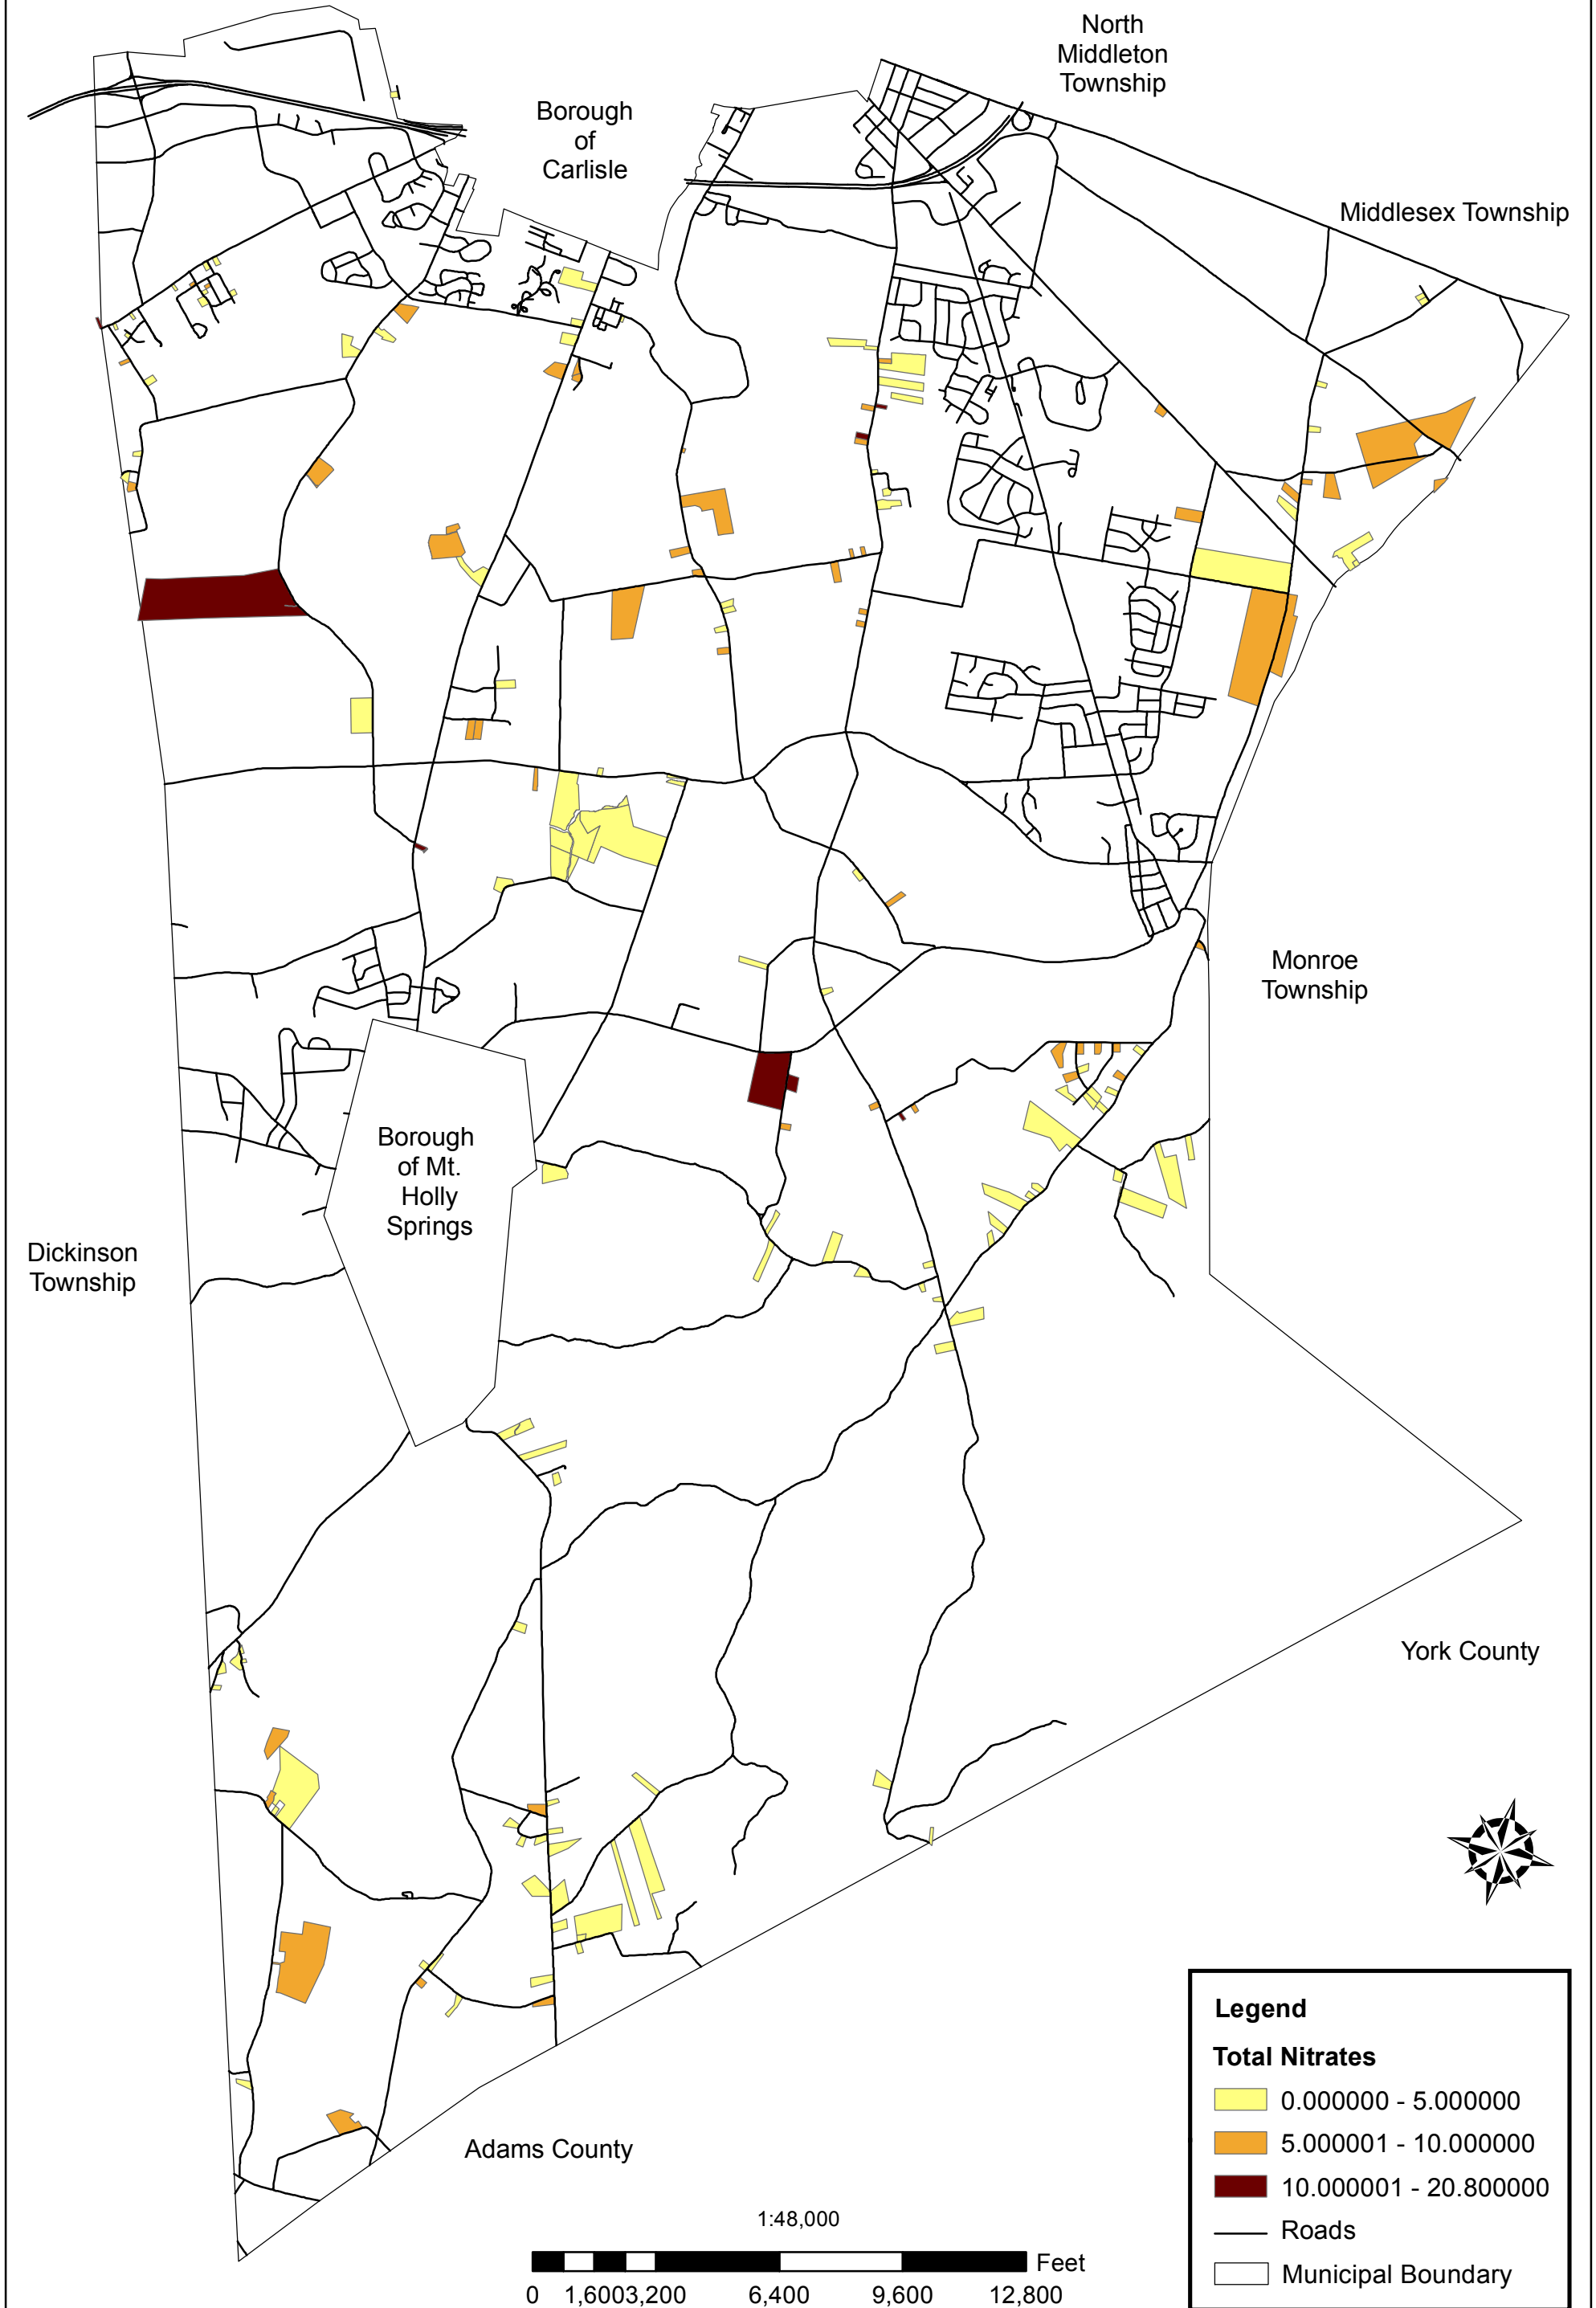 North
Middleton
Township
Borough
of
Carlisle
Middlesex Township
Monroe
Township
Borough
of Mt.
Holly
Springs
Dickinson
Township
York County
Adams County
Legend
Total Nitrates
0.000000 - 5.000000
5.000001 - 10.000000
10.000001 - 20.800000
Roads
Municipal Boundary
1:48,000
Feet
0 1,6003,200 6,400 9,600 12,800